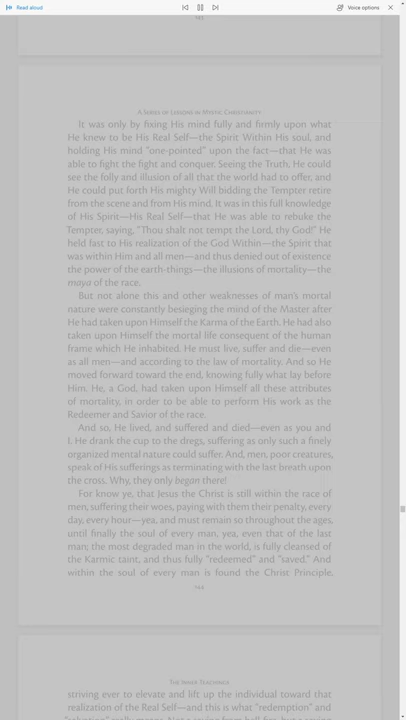 Read aloud
Voice options
143
A Series of Lessons in Mystic Christianity
It was only by fixing His mind fully and firmly upon what
He knew to be His Real Self—the Spirit Within His soul, and
holding His mind "one-pointed" upon the fact—that He was
able to fight the fight and conquer. Seeing the Truth, He could
see the folly and illusion of all that the world had to offer, and
He could put forth His mighty Will bidding the Tempter retire
from the scene and from His mind. It was in this full knowledge
of His Spirit—His Real Self—that He was able to rebuke the
Tempter, saying, "Thou shalt not tempt the Lord, thy God!" He
held fast to His realization of the God Within—the Spirit that
was within Him and all men—and thus denied out of existence
the power of the earth-things—the illusions of mortality—the
maya of the race.
But not alone this and other weaknesses of man's mortal
nature were constantly besieging the mind of the Master after
He had taken upon Himself the Karma of the Earth. He had also
taken upon Himself the mortal life consequent of the human
frame which He inhabited. He must live, suffer and die—even
as all men—and according to the law of mortality. And so He
moved forward toward the end, knowing fully what lay before
Him. He, a God, had taken upon Himself all these attributes
of mortality, in order to be able to perform His work as the
Redeemer and Savior of the race.
And so, He lived, and suffered and died—even as you and
I. He drank the cup to the dregs, suffering as only such a finely
organized mental nature could suffer. And, men, poor creatures,
speak of His sufferings as terminating with the last breath upon
the cross. Why, they only began there!
For know ye, that Jesus the Christ is still within the race of
men, suffering their woes, paying with them their penalty, every
day, every hour—yea, and must remain so throughout the ages,
until finally the soul of every man, yea, even that of the last
man; the most degraded man in the world, is fully cleansed of
the Karmic taint, and thus fully "redeemed" and "saved." And
within the soul of every man is found the Christ Principle,
144
The Inner Teachings
striving ever to elevate and lift up the individual toward that
realization of the Real Self—and this is what "redemption" and